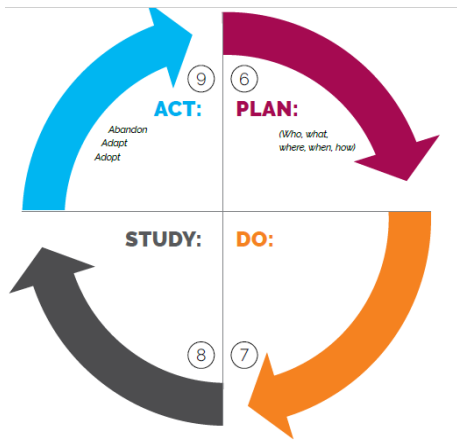 9
6
ACT:
PLAN:
Abandon
Adapt
Adopt
(Who, what,
where, when, how)
STUDY:
DO:
8
7